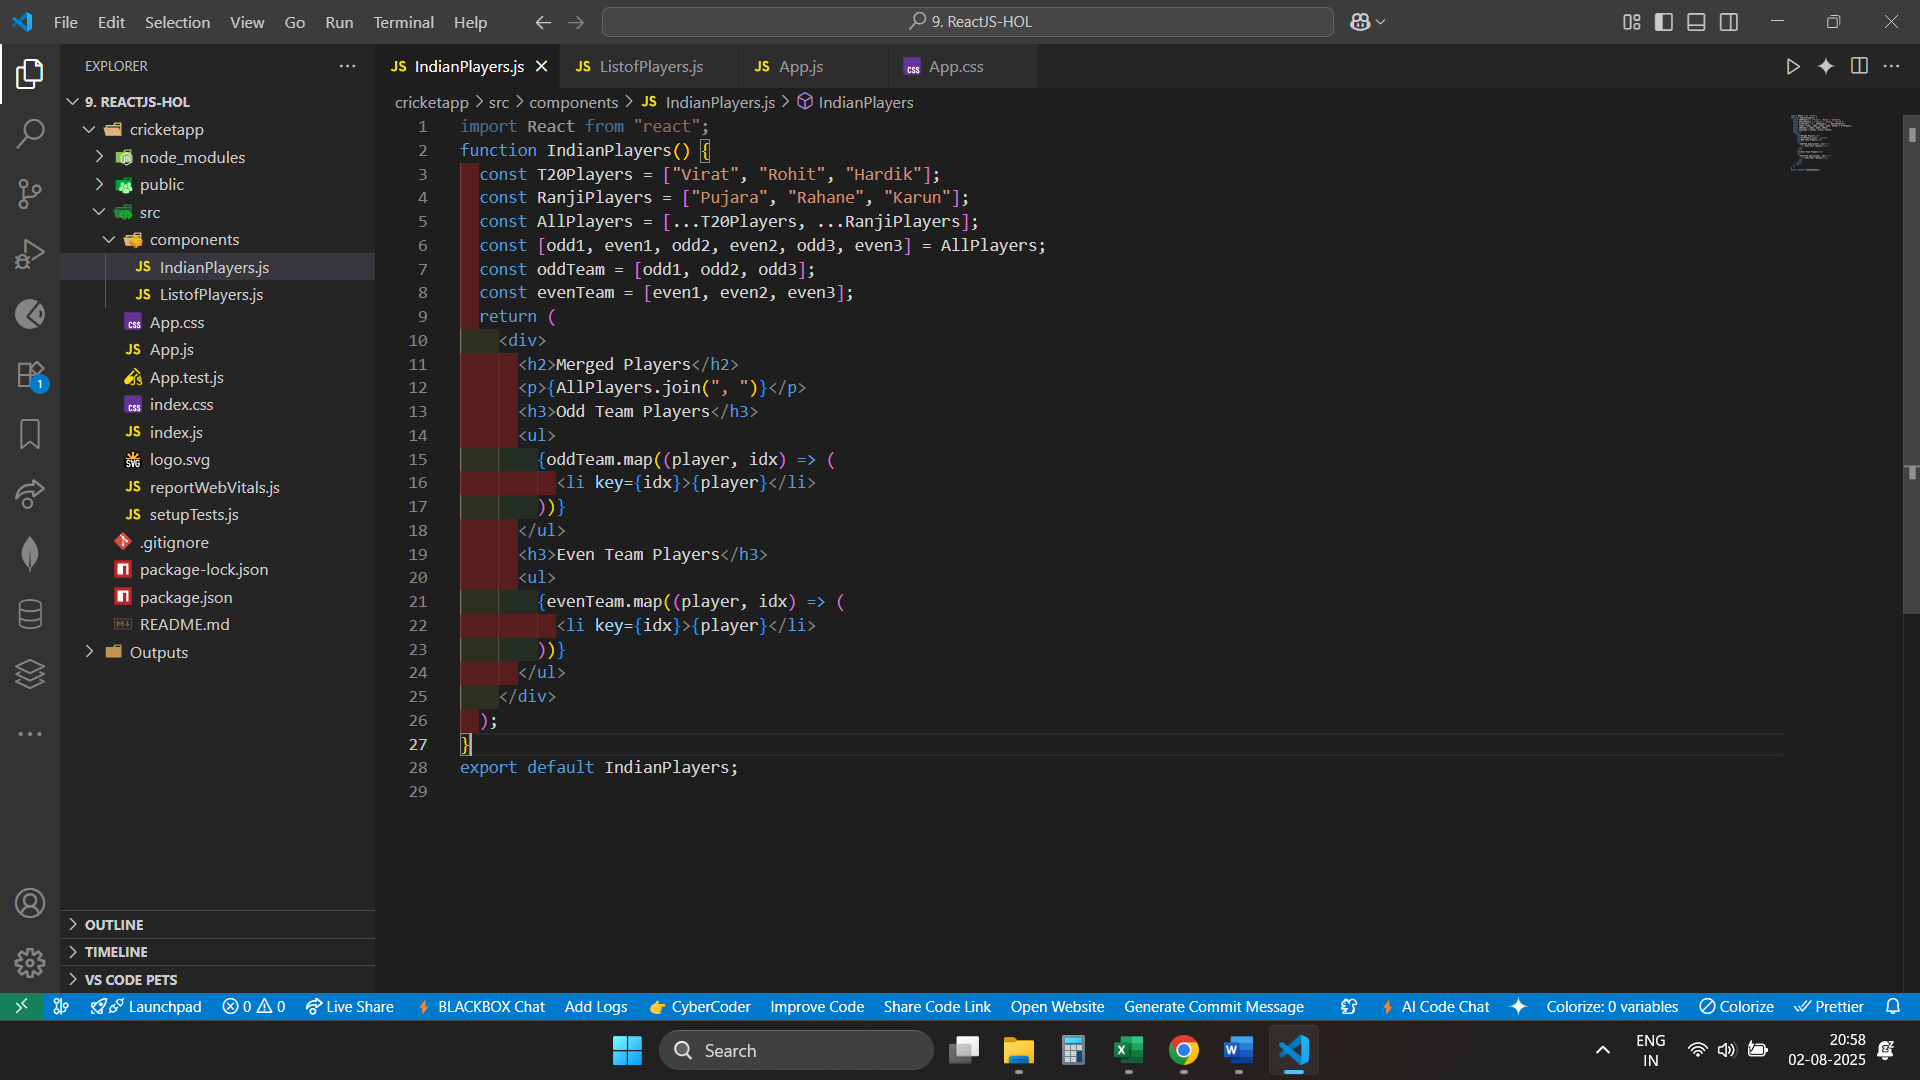 File Edit Selection View Go Run Terminal Help
9. ReactJS-HOL
EXPLORER
9. REACTJS-HOL
cricketapp
node_modules
public
src
components
JS IndianPlayers.js
JS ListofPlayers.js
css App.css
JS App.js
App.test.js
css index.css
JS index.js
SVG logo.svg
JS reportWebVitals.js
JS setupTests.js
.gitignore
package-lock.json
package.json
README.md
Outputs
OUTLINE
TIMELINE
VS CODE PETS
1
JS IndianPlayers.js JS ListofPlayers.js JS App.js css App.css
cricketapp > src > components > JS IndianPlayers.js > IndianPlayers
1 import React from "react";
2 function IndianPlayers() {
3 const T20Players = ["Virat", "Rohit", "Hardik"];
4 const RanjiPlayers = ["Pujara", "Rahane", "Karun"];
5 const AllPlayers = [...T20Players, ...RanjiPlayers];
6 const [odd1, even1, odd2, even2, odd3, even3] = AllPlayers;
7 const oddTeam = [odd1, odd2, odd3];
8 const evenTeam = [even1, even2, even3];
9 return (
10 <div>
11 <h2>Merged Players</h2>
12 <p>{AllPlayers.join(", ")}</p>
13 <h3>Odd Team Players</h3>
14 <ul>
15 {oddTeam.map((player, idx) => (
16 <li key={idx}>{player}</li>
17 ))}
18 </ul>
19 <h3>Even Team Players</h3>
20 <ul>
21 {evenTeam.map((player, idx) => (
22 <li key={idx}>{player}</li>
23 ))}
24 </ul>
25 </div>
26 );
27 }
28 export default IndianPlayers;
29
Launchpad 0 0 Live Share BLACKBOX Chat Add Logs CyberCoder Improve Code Share Code Link Open Website Generate Commit Message AI Code Chat Colorize: 0 variables Colorize Prettier
Search
ENG
IN
20:58
02-08-2025